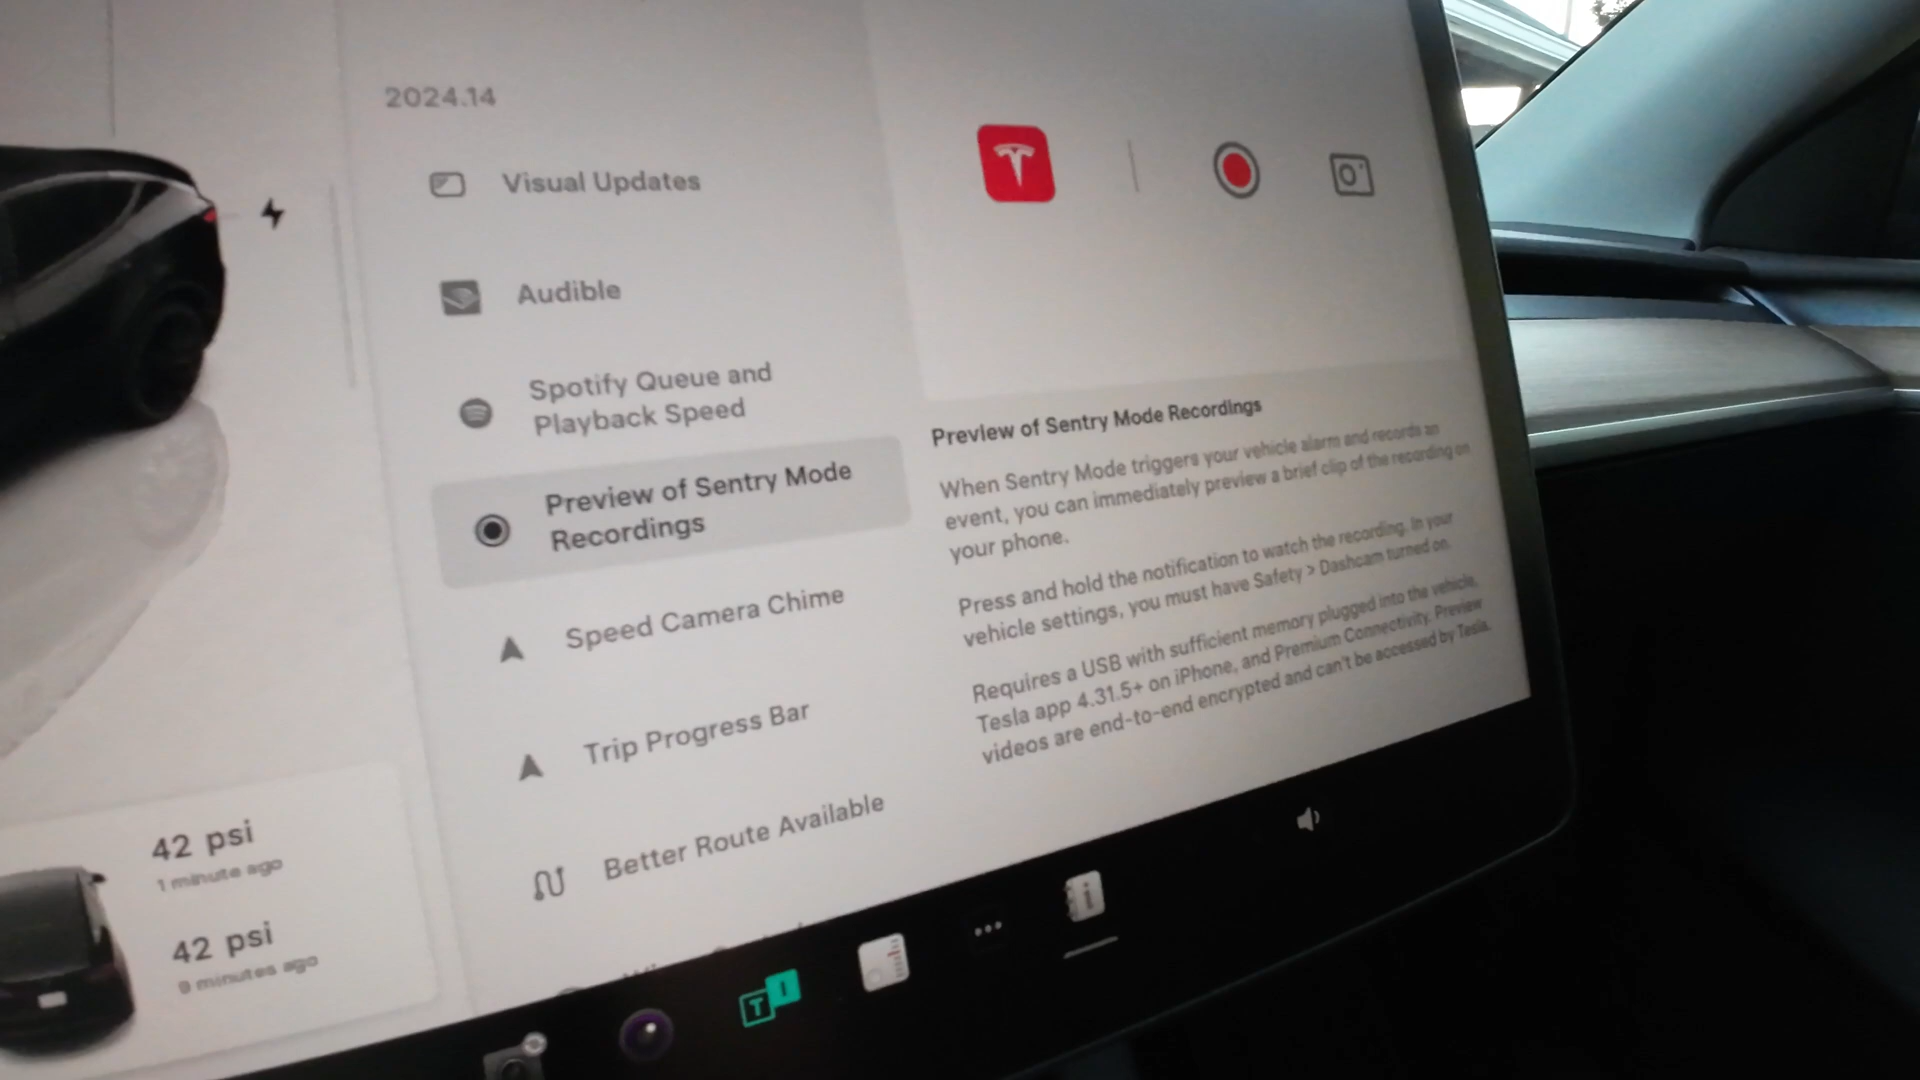 2024.14
Visual Updates
Audible
Spotify Queue and
Playback Speed
Preview of Sentry Mode
Recordings
Speed Camera Chime
Trip Progress Bar
Better Route Available
Preview of Sentry Mode Recordings
When Sentry Mode triggers your vehicle alarm and records an
event, you can immediately preview a brief clip of the recording on
your phone.
Press and hold the notification to watch the recording. In your
vehicle settings, you must have Safety > Dashcam turned on.
Requires a USB with sufficient memory plugged into the vehicle,
Tesla app 4.31.5+ on iPhone, and Premium Connectivity. Preview
videos are end-to-end encrypted and can't be accessed by Tesla.
42 psi
1 minute ago
42 psi
9 minutes ago